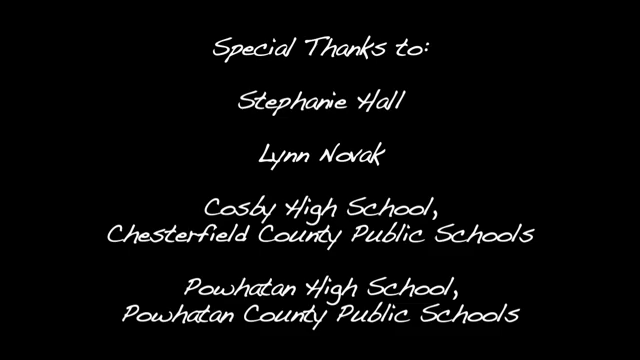 Special Thanks to:
Stephanie Hall
Lynn Novak
Cosby High School,
Chesterfield County Public Schools
Powhatan High School,
Powhatan County Public Schools